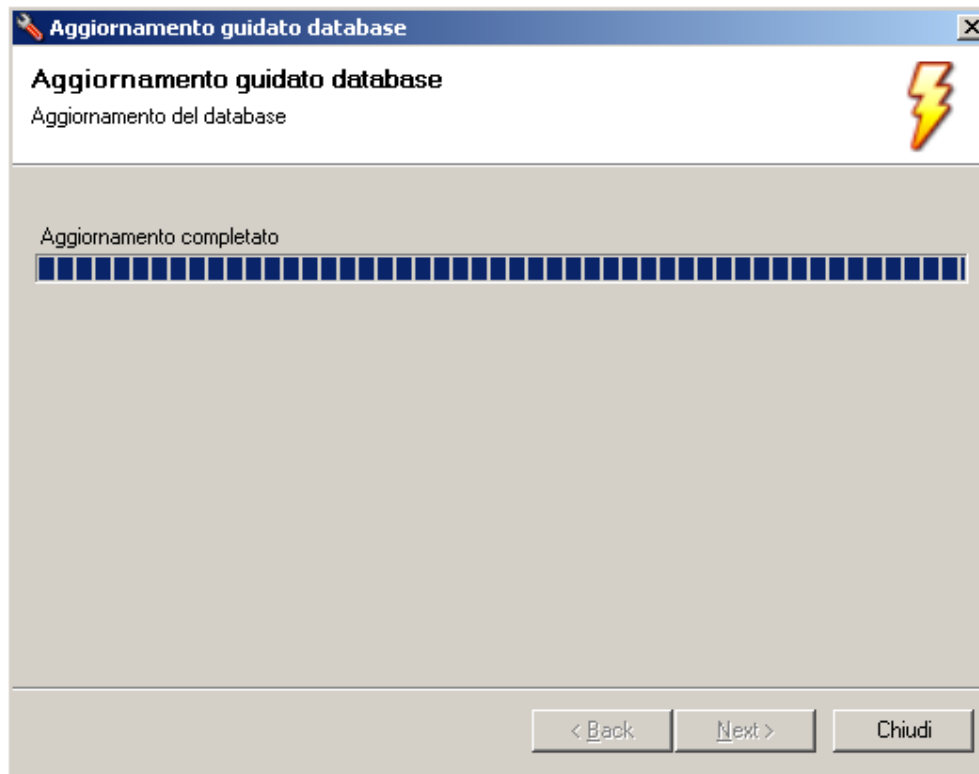 Aggiornamento guidato database
Aggiornamento guidato database
Aggiornamento del database
Aggiornamento completato
< Back
Next >
Chiudi